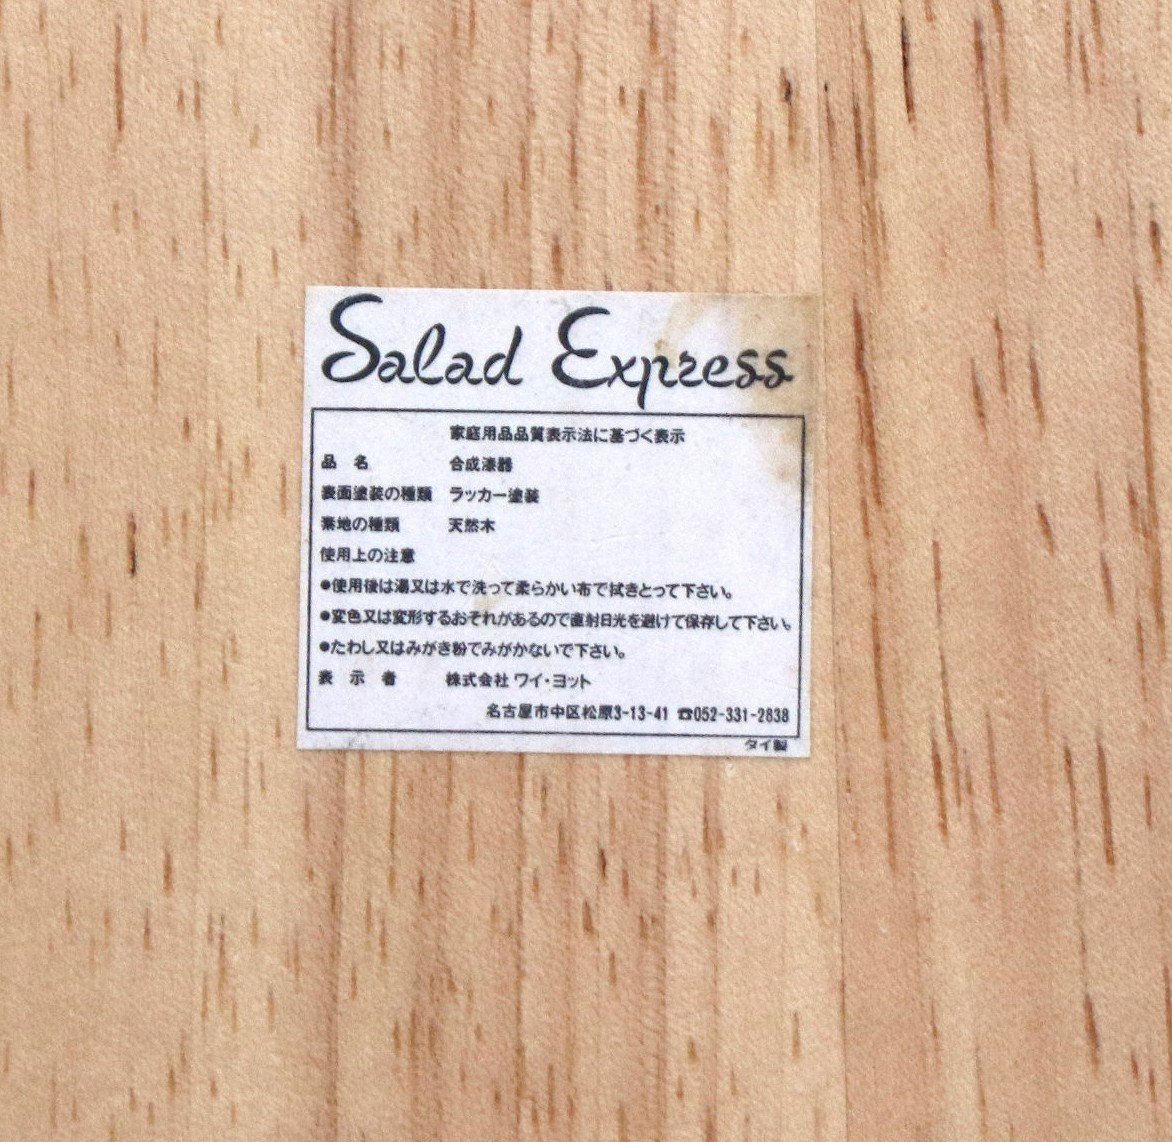 Salad Express
家庭用品品質表示法に基づく表示
品 名 合成漆器
表面塗装の種類 ラッカー塗装
素地の種類 天然木
使用上の注意
●使用後は湯又は水で洗って柔らかい布で拭きとって下さい。
●変色又は変形するおそれがあるので直射日光を避けて保存して下さい。
●たわし又はみがき粉でみがかないで下さい。
表 示 者 株式会社 ワイ・ヨット
名古屋市中区松原3-13-41 ☎052-331-2838
タイ製